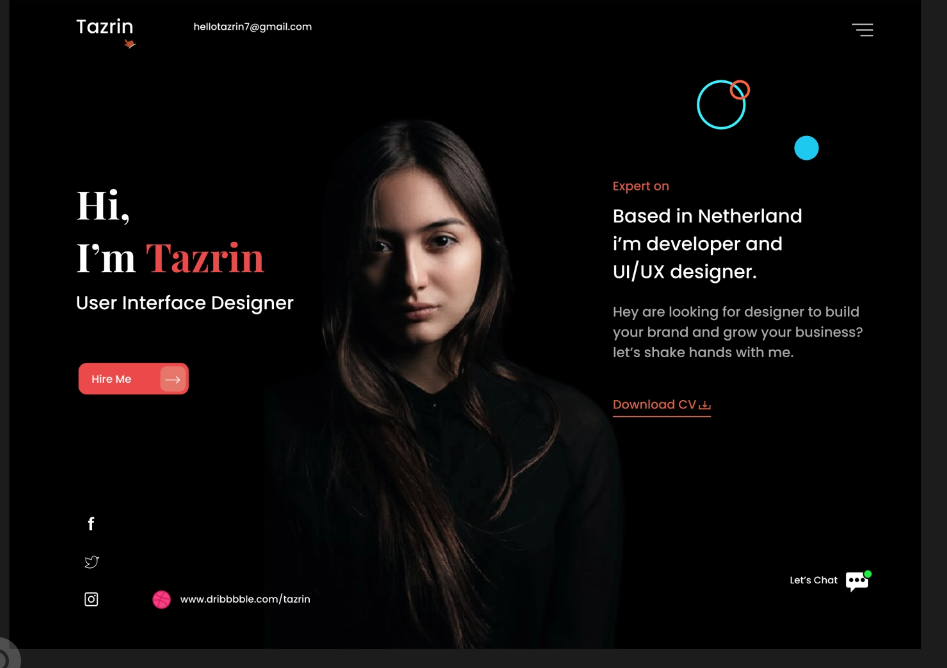 Tazrin
hellotazrin7@gmail.com
Hi,
I'm Tazrin
User Interface Designer
Hire Me
Expert on
Based in Netherland
i'm developer and
UI/UX designer.
Hey are looking for designer to build
your brand and grow your business?
let's shake hands with me.
Download CV
f
www.dribbbble.com/tazrin
Let's Chat